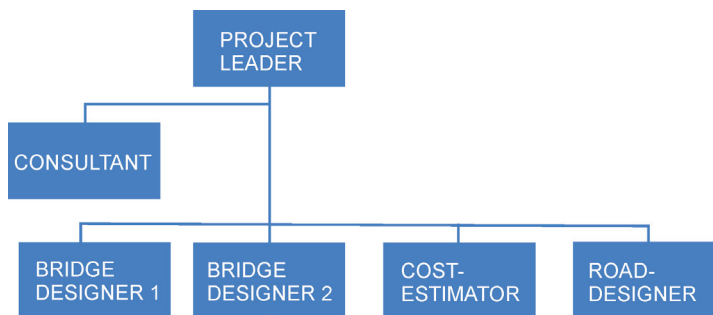 PROJECT
LEADER
CONSULTANT
BRIDGE
DESIGNER 1
BRIDGE
DESIGNER 2
COST-
ESTIMATOR
ROAD-
DESIGNER